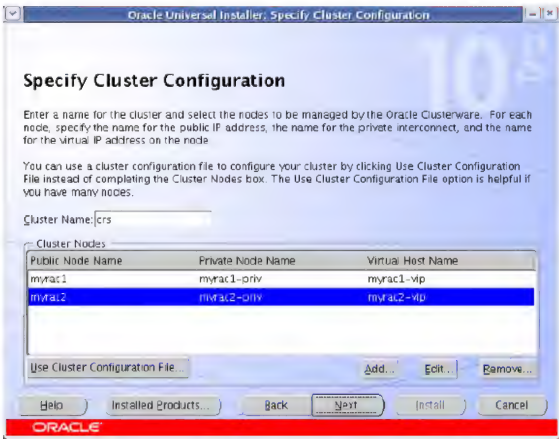 Oracle Universal Installer: Specify Cluster Configuration
10g
Specify Cluster Configuration
Enter a name for the cluster and select the nodes to be managed by the Oracle Clusterware. For each
node, specify the name for the public IP address, the name for the private interconnect, and the name
for the virtual IP address on the node.
You can use a cluster configuration file to configure your cluster by clicking Use Cluster Configuration
File instead of completing the Cluster Nodes box. The Use Cluster Configuration File option is helpful if
you have many nodes.
Cluster Name: crs
Cluster Nodes
Public Node Name Private Node Name Virtual Host Name
myrac1 myrac1-priv myrac1-vip
myrac2 myrac2-priv myrac2-vip
Use Cluster Configuration File... Add... Edit... Remove...
Help Installed Products... Back Next Install Cancel
ORACLE